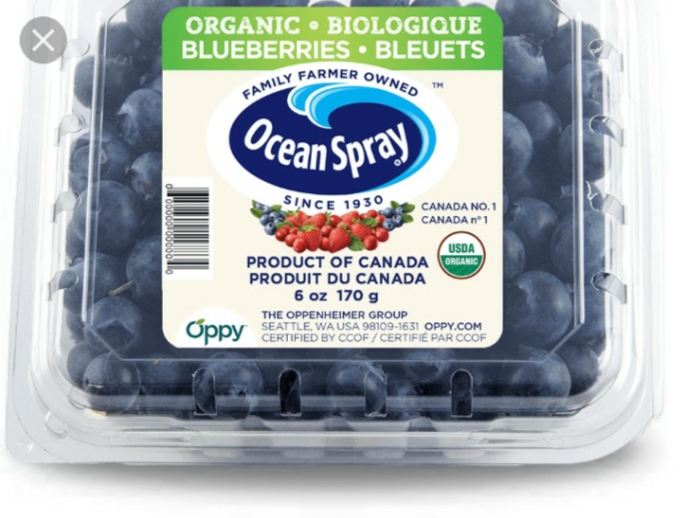 ORGANIC • BIOLOGIQUE
BLUEBERRIES • BLEUETS
FAMILY FARMER OWNED ™
Ocean Spray®
SINCE 1930
CANADA NO. 1
CANADA nº 1
USDA
ORGANIC
PRODUCT OF CANADA
PRODUIT DU CANADA
6 oz 170 g
Oppy
THE OPPENHEIMER GROUP
SEATTLE, WA USA 98109-1631 OPPY.COM
CERTIFIED BY CCOF / CERTIFIÉ PAR CCOF